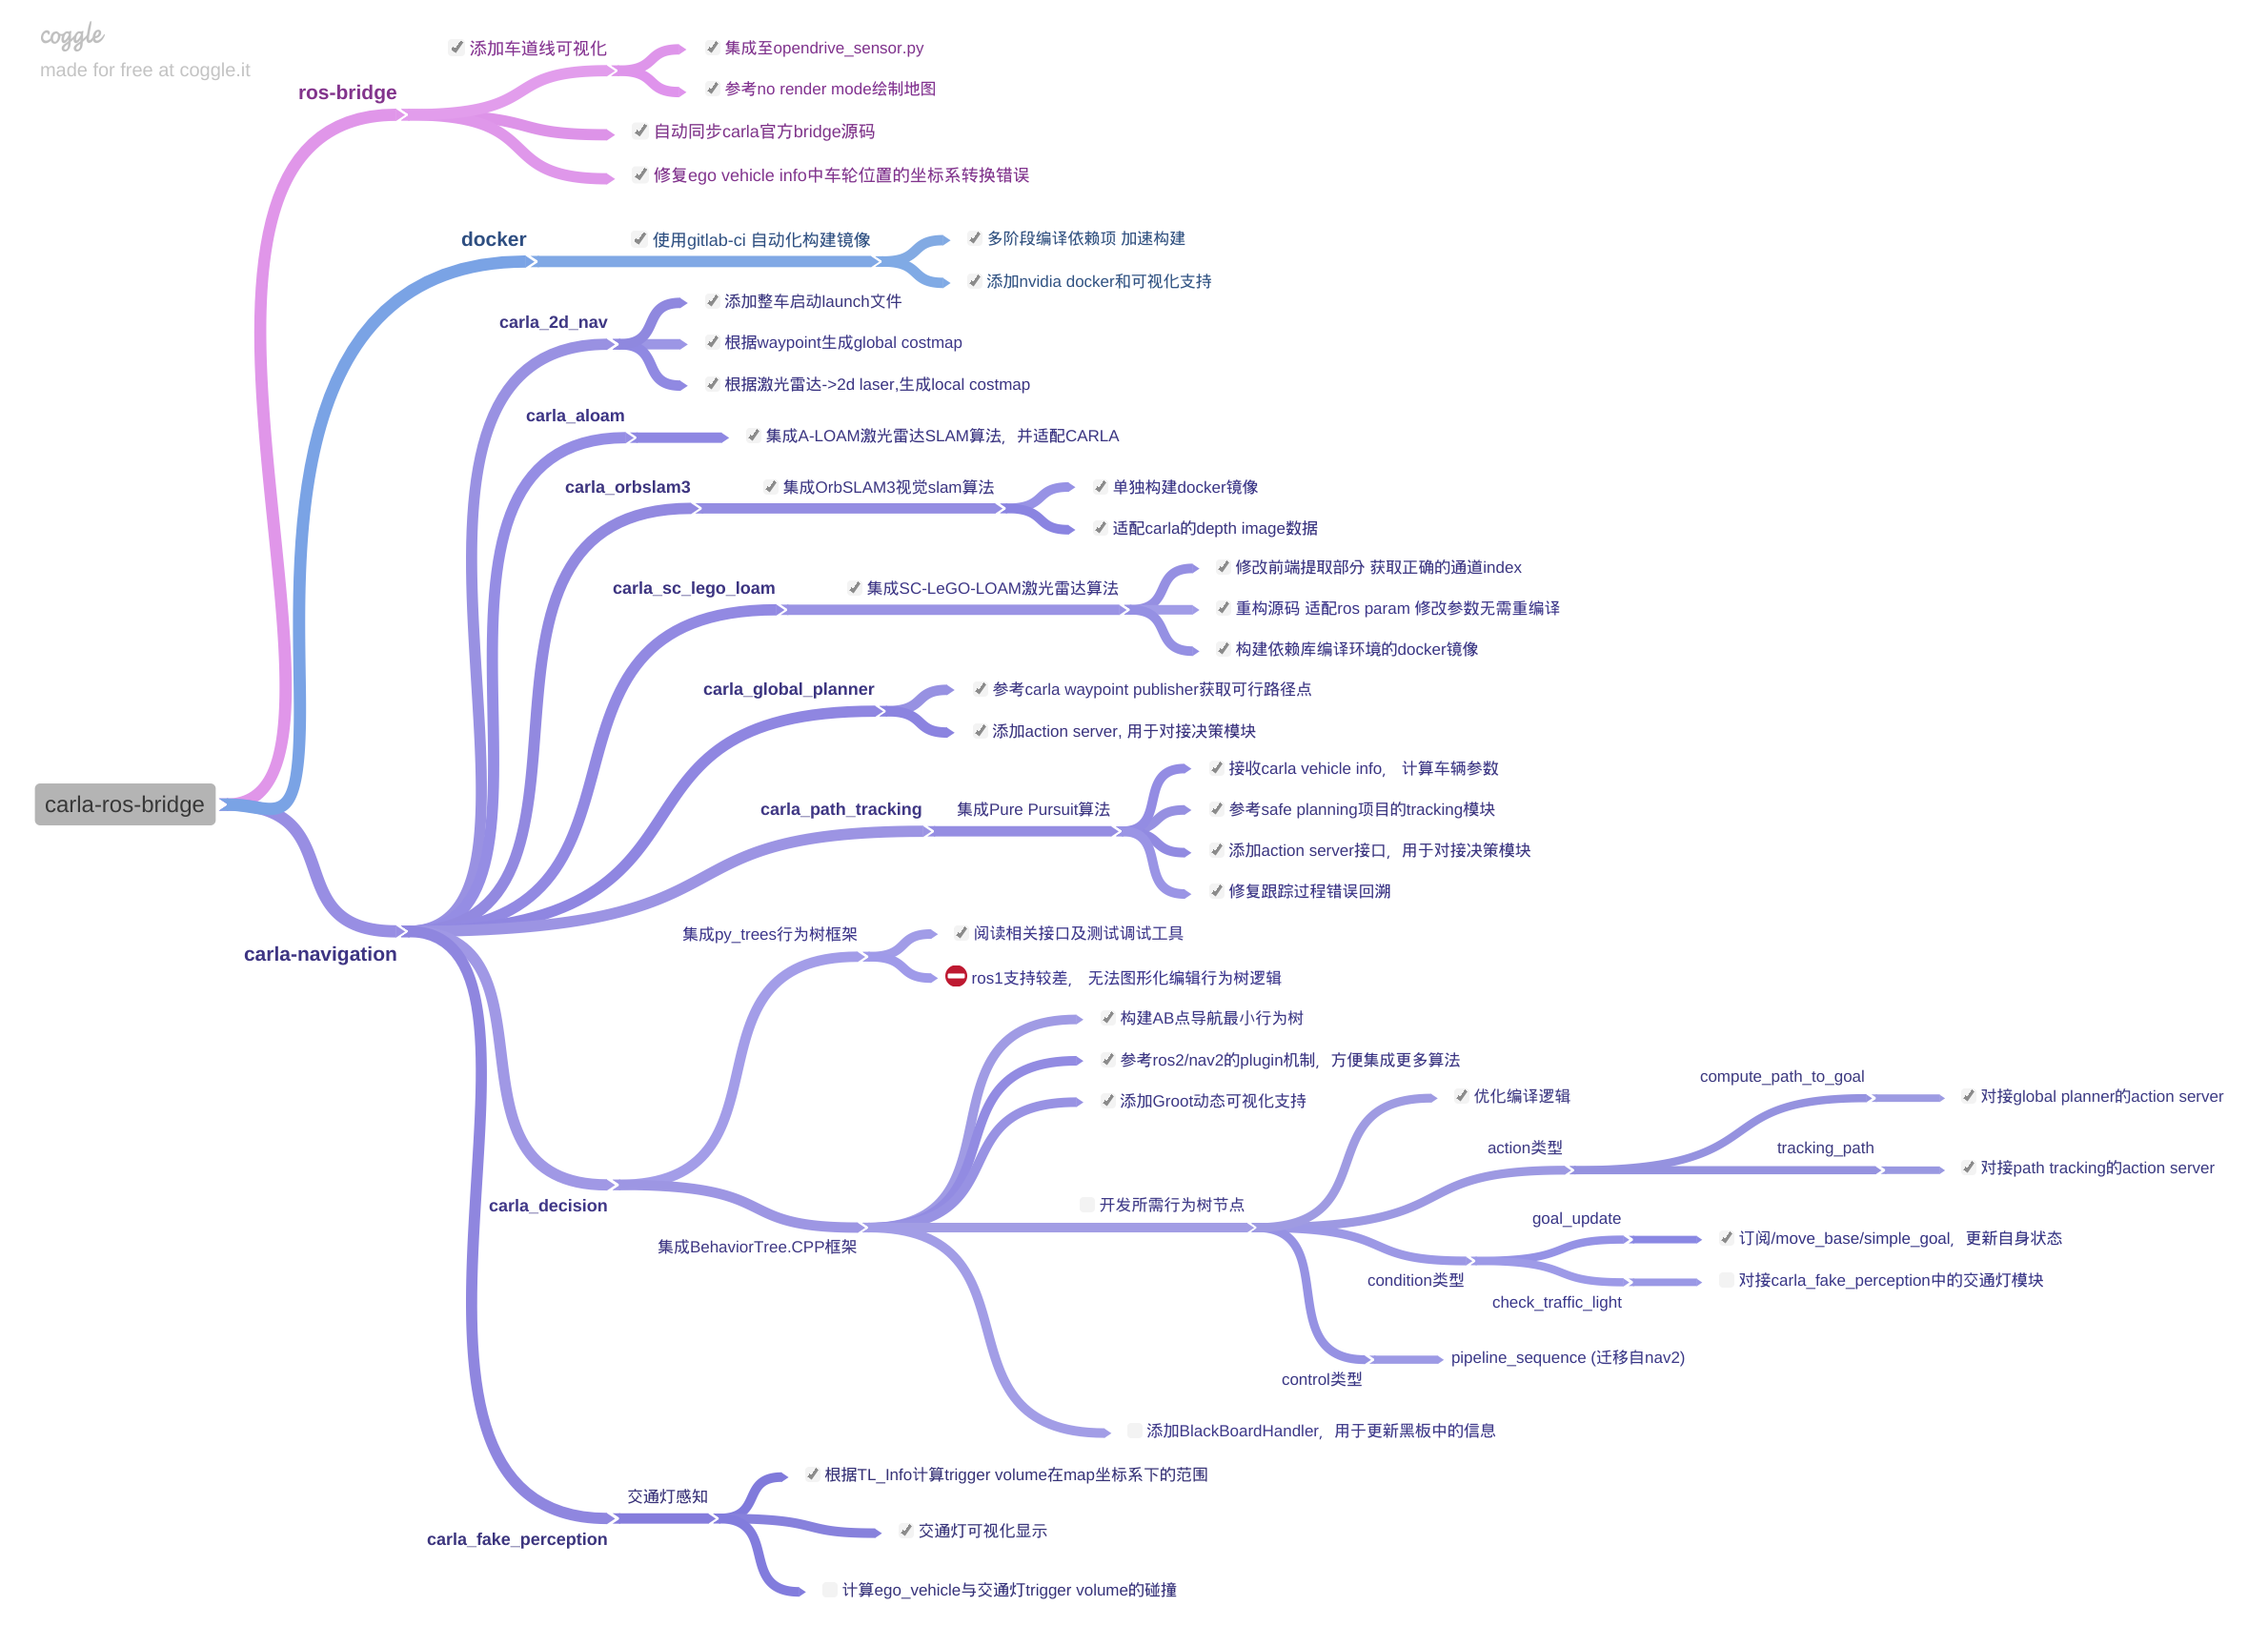 coggle
made for free at coggle.it
carla-ros-bridge
ros-bridge
添加车道线可视化
集成至opendrive_sensor.py
参考no render mode绘制地图
自动同步carla官方bridge源码
修复ego vehicle info中车轮位置的坐标系转换错误
docker
使用gitlab-ci 自动化构建镜像
多阶段编译依赖项 加速构建
添加nvidia docker和可视化支持
carla-navigation
carla_2d_nav
添加整车启动launch文件
根据waypoint生成global costmap
根据激光雷达->2d laser,生成local costmap
carla_aloam
集成A-LOAM激光雷达SLAM算法，并适配CARLA
carla_orbslam3
集成OrbSLAM3视觉slam算法
单独构建docker镜像
适配carla的depth image数据
carla_sc_lego_loam
集成SC-LeGO-LOAM激光雷达算法
修改前端提取部分 获取正确的通道index
重构源码 适配ros param 修改参数无需重编译
构建依赖库编译环境的docker镜像
carla_global_planner
参考carla waypoint publisher获取可行路径点
添加action server, 用于对接决策模块
carla_path_tracking
集成Pure Pursuit算法
接收carla vehicle info， 计算车辆参数
参考safe planning项目的tracking模块
添加action server接口，用于对接决策模块
修复跟踪过程错误回溯
carla_decision
集成py_trees行为树框架
阅读相关接口及测试调试工具
ros1支持较差， 无法图形化编辑行为树逻辑
集成BehaviorTree.CPP框架
构建AB点导航最小行为树
参考ros2/nav2的plugin机制，方便集成更多算法
添加Groot动态可视化支持
开发所需行为树节点
优化编译逻辑
action类型
compute_path_to_goal
对接global planner的action server
tracking_path
对接path tracking的action server
condition类型
goal_update
订阅/move_base/simple_goal，更新自身状态
check_traffic_light
对接carla_fake_perception中的交通灯模块
control类型
pipeline_sequence (迁移自nav2)
添加BlackBoardHandler，用于更新黑板中的信息
carla_fake_perception
交通灯感知
根据TL_Info计算trigger volume在map坐标系下的范围
交通灯可视化显示
计算ego_vehicle与交通灯trigger volume的碰撞